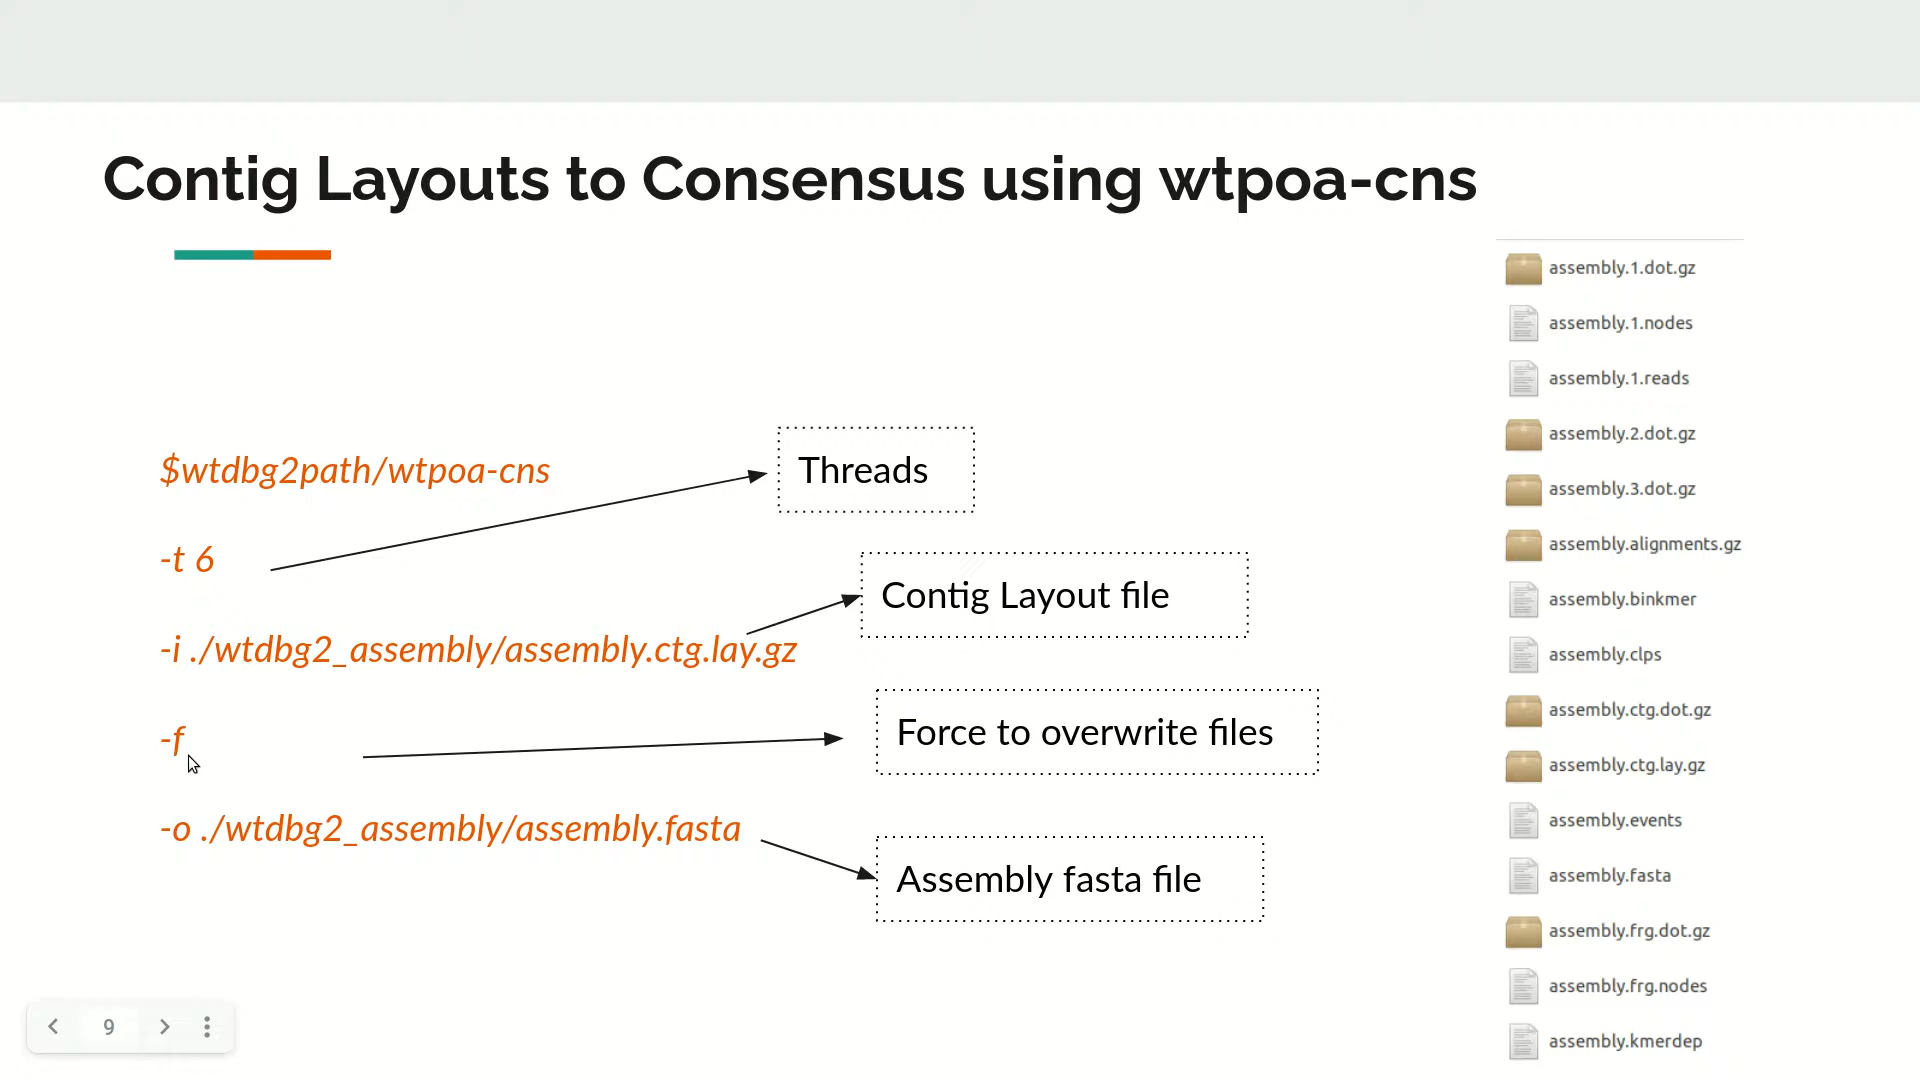 Contig Layouts to Consensus using wtpoa-cns
$wtdbg2path/wtpoa-cns
Threads
-t 6
Contig Layout file
-i ./wtdbg2_assembly/assembly.ctg.lay.gz
Force to overwrite files
-f
-o ./wtdbg2_assembly/assembly.fasta
Assembly fasta file
assembly.1.dot.gz
assembly.1.nodes
assembly.1.reads
assembly.2.dot.gz
assembly.3.dot.gz
assembly.alignments.gz
assembly.binkmer
assembly.clps
assembly.ctg.dot.gz
assembly.ctg.lay.gz
assembly.events
assembly.fasta
assembly.frg.dot.gz
assembly.frg.nodes
assembly.kmerdep
9